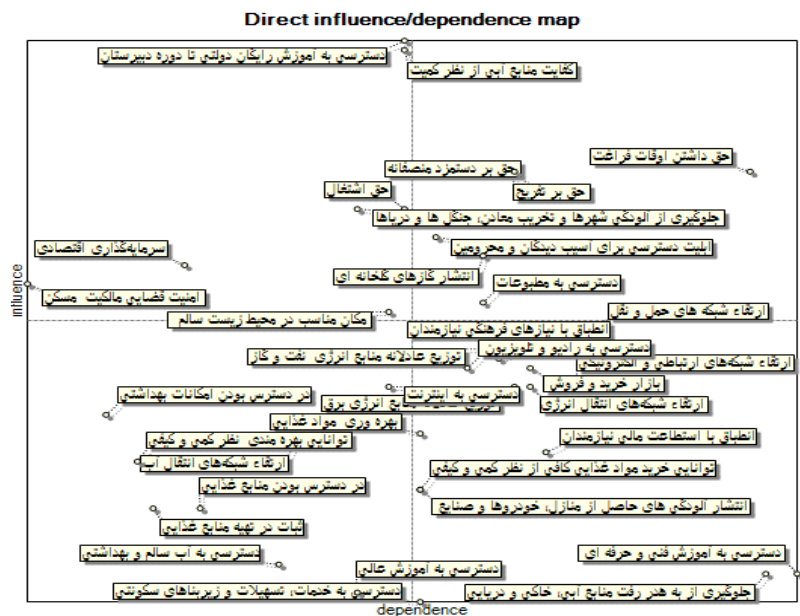 Direct influence/dependence map
دسترسی به آموزش رایگان دولتی تا دوره دبیرستان
کفایت منابع آبی از نظر کمیت
حق داشتن اوقات فراغت
حق بر دستمزد منصفانه
حق اشتغال
حق بر تفریح
جلوگیری از آلودگی شهرها و تخریب معادن، جنگل ها و دریاها
سرمایه‌گذاری اقتصادی
اهلیت دسترسی برای آسیب دیدگان و محرومین
influence
انتشار گازهای گلخانه ای
دسترسی به مطبوعات
امنیت قضایی مالکیت مسکن
ارتقاء شبکه های حمل و نقل
مکان مناسب در محیط زیست سالم
انطباق با نیازهای فرهنگی نیازمندان
دسترسی به رادیو و تلویزیون
توزیع عادلانه منابع انرژی نفت و گاز
ارتقاء شبکه‌های ارتباطی و الکترونیکی
بازار خرید و فروش
در دسترس بودن امکانات بهداشتی
دسترسی به اینترنت
منابع انرژی برق
ارتقاء شبکه‌های انتقال انرژی
بهره وری مواد غذایی
توانایی بهره مندی نظر کمی و کیفی
انطباق با استطاعت مالی نیازمندان
ارتقاء شبکه‌های انتقال آب
توانایی خرید مواد غذایی کافی از نظر کمی و کیفی
در دسترس بودن منابع غذایی
انتشار آلودگی های حاصل از منازل، خودروها و صنایع
ثبات در تهیه منابع غذایی
دسترسی به آب سالم و بهداشتی
دسترسی به آموزش فنی و حرفه ای
دسترسی به آموزش عالی
دسترسی به خدمات، تسهیلات و زیربناهای سکونتی
جلوگیری از به هدر رفت منابع آبی، خاکی و دریایی
dependence